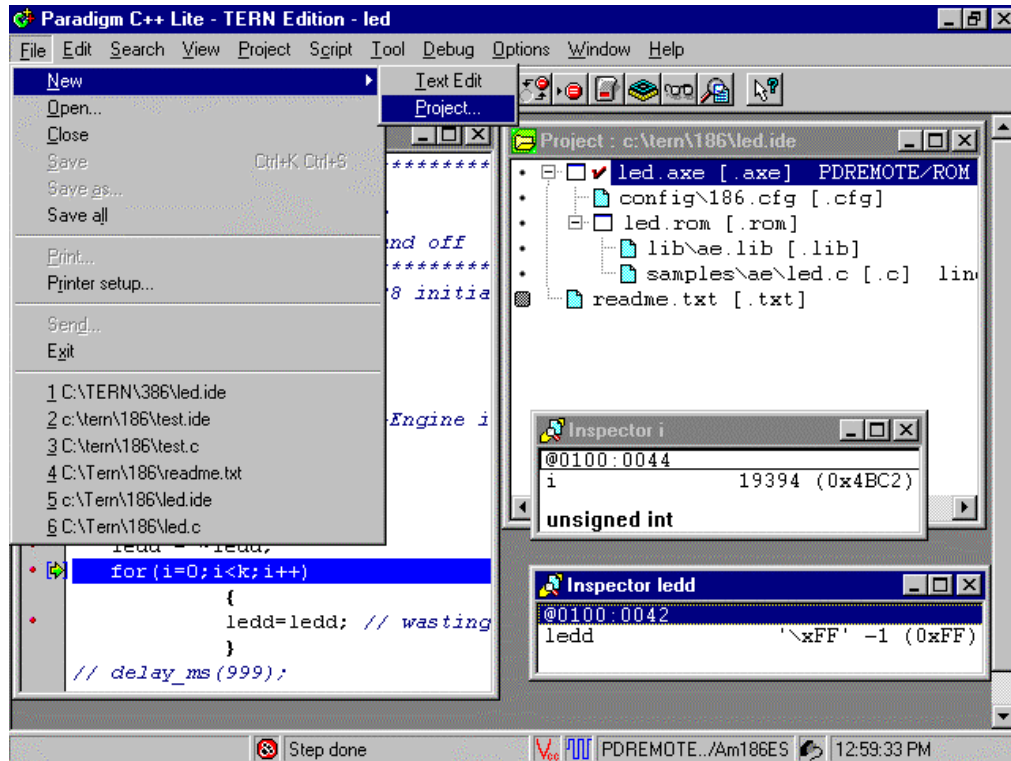 Paradigm C++ Lite - TERN Edition - led
File Edit Search View Project Script Tool Debug Options Window Help
New
Open...
Close
Save Ctrl+K Ctrl+S
Save as...
Save all
Print...
Printer setup...
Send...
Exit
1 C:\TERN\386\led.ide
2 c:\tern\186\test.ide
3 C:\tern\186\test.c
4 C:\Tern\186\readme.txt
5 c:\Tern\186\led.ide
6 C:\Tern\186\led.c
Text Edit
Project...
*********
and off
*********
initia
Engine i
for(i=0;i<k;i++)
{
ledd=ledd; // wasting
}
// delay_ms(999);
Project : c:\tern\186\led.ide
led.axe [.axe] PDREMOTE/ROM
config\186.cfg [.cfg]
led.rom [.rom]
lib\ae.lib [.lib]
samples\ae\led.c [.c] lin
readme.txt [.txt]
Inspector i
@0100:0044
i 19394 (0x4BC2)
unsigned int
Inspector ledd
@0100:0042
ledd '\xFF' -1 (0xFF)
Step done Vcc PDREMOTE../Am186ES 12:59:33 PM